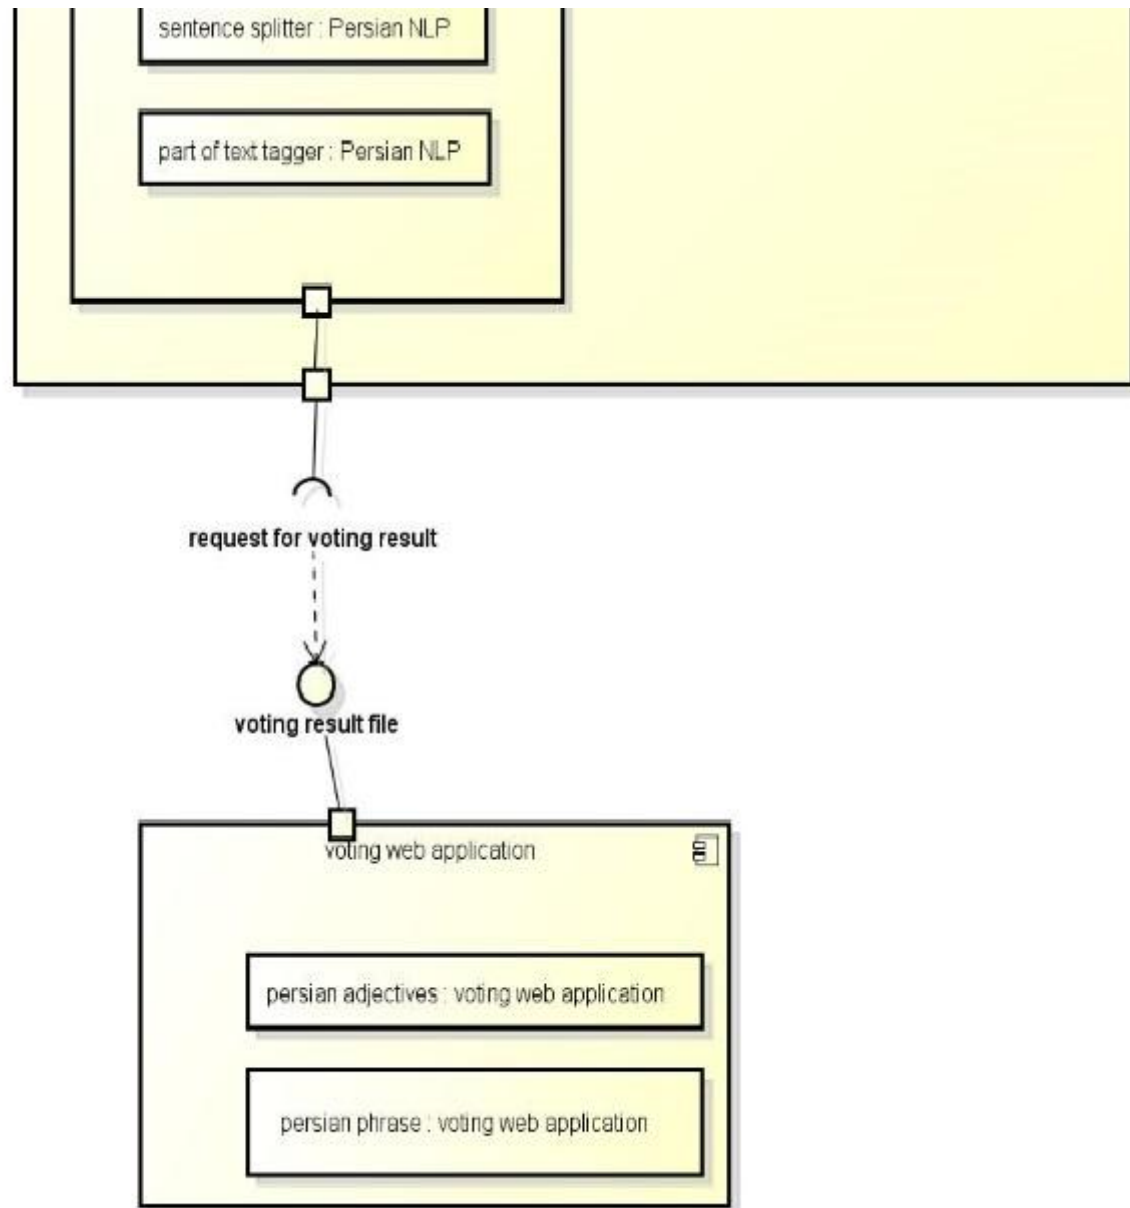 sentence splitter : Persian NLP
part of text tagger : Persian NLP
request for voting result
voting result file
voting web application
persian adjectives : voting web application
persian phrase : voting web application